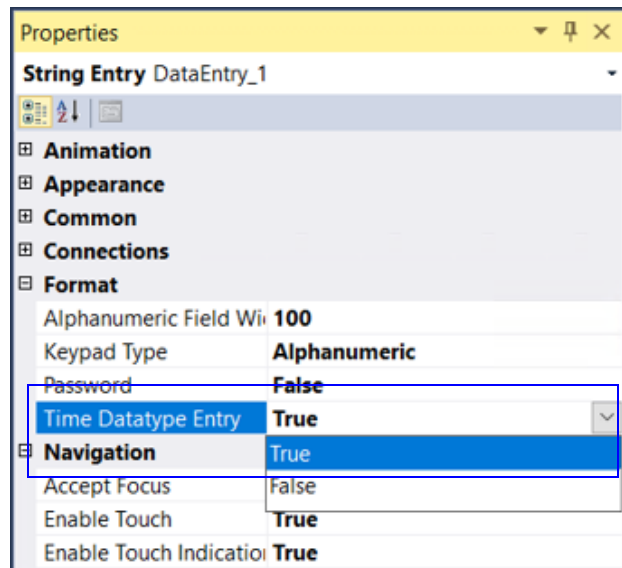 Properties
String Entry DataEntry_1
Animation
Appearance
Common
Connections
Format
Alphanumeric Field Wi 100
Keypad Type Alphanumeric
Password False
Time Datatype Entry True
Navigation True
Accept Focus False
Enable Touch True
Enable Touch Indicatio True